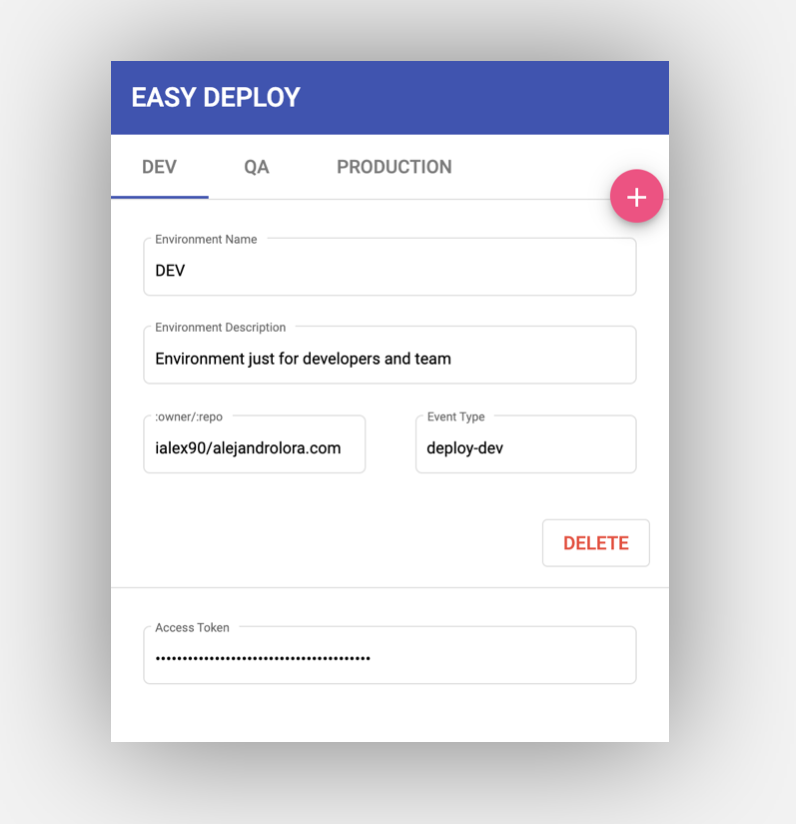 EASY DEPLOY
DEV QA PRODUCTION
+
Environment Name
DEV
Environment Description
Environment just for developers and team
:owner/:repo Event Type
ialex90/alejandrolora.com deploy-dev
DELETE
Access Token
••••••••••••••••••••••••••••••••••••••••